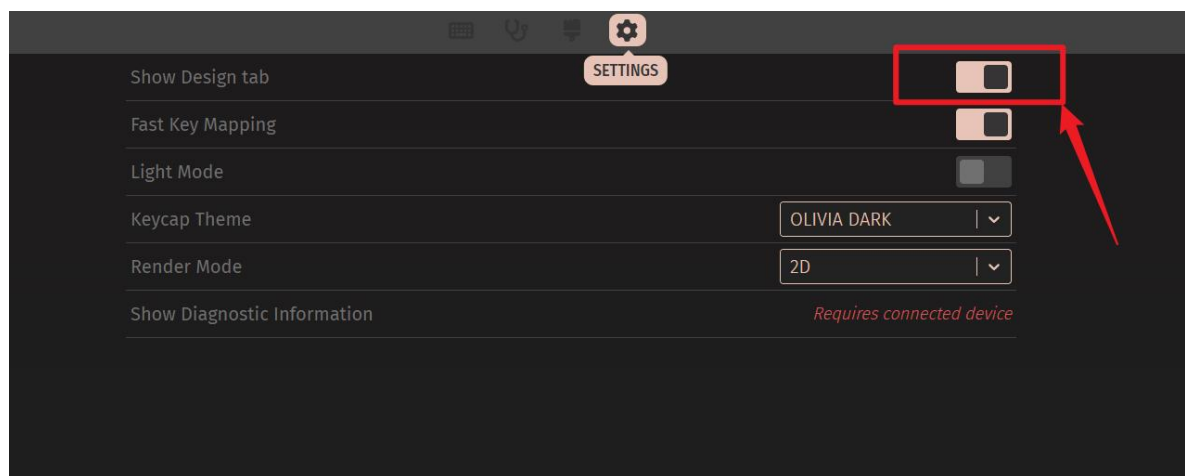 SETTINGS
Show Design tab
Fast Key Mapping
Light Mode
Keycap Theme
OLIVIA DARK
Render Mode
2D
Show Diagnostic Information
Requires connected device